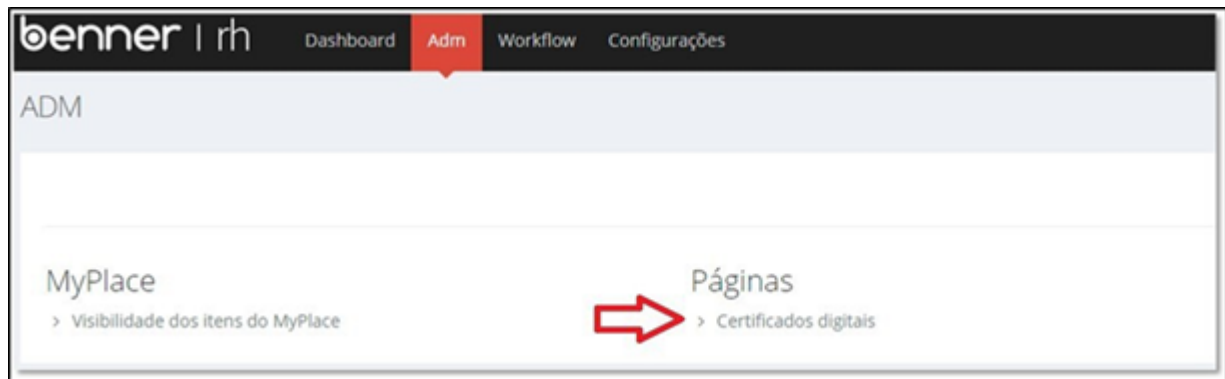 benner | rh Dashboard Adm Workflow Configurações
ADM
MyPlace
> Visibilidade dos itens do MyPlace
Páginas
> Certificados digitais